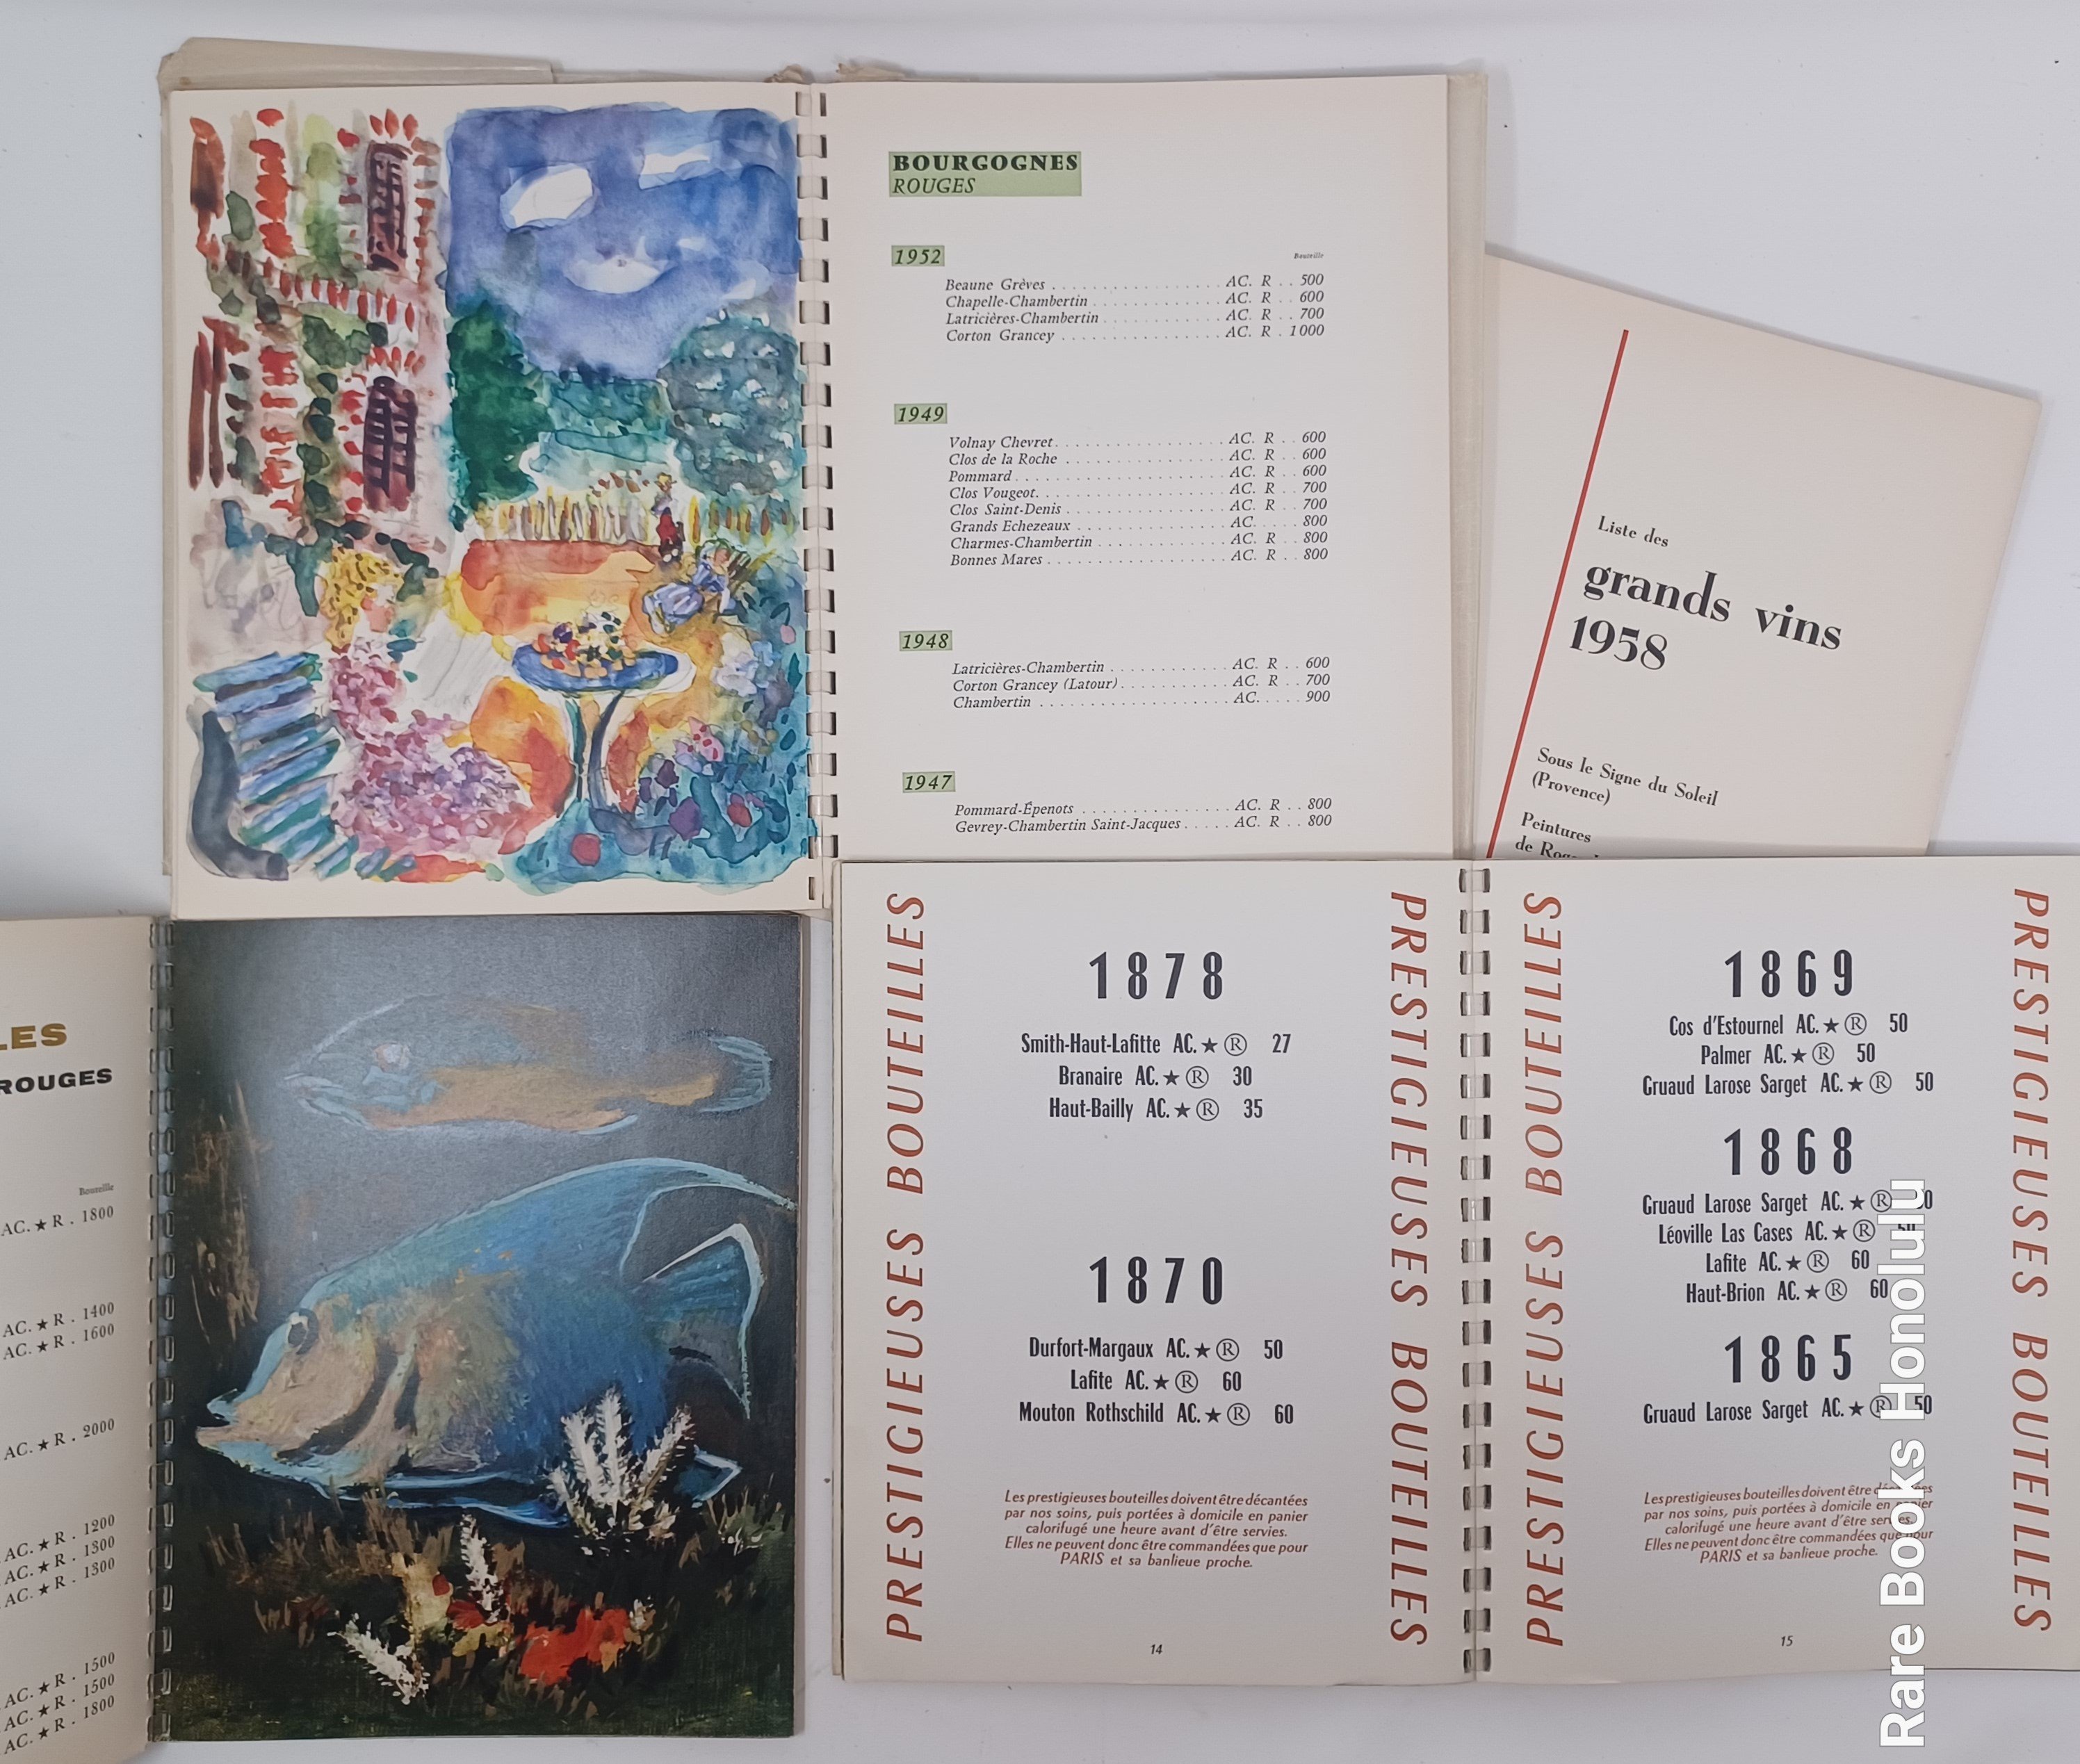 BOURGOGNES
ROUGES
1952
Bouteille
Beaune Grèves . . . . . . . . . . . . . . . . . AC. R . . 500
Chapelle-Chambertin . . . . . . . . . . . . . AC. R . . 600
Latricières-Chambertin . . . . . . . . . . . . AC. R . . 700
Corton Grancey . . . . . . . . . . . . . . . . AC. R . 1000
1949
Volnay Chevret . . . . . . . . . . . . . . . . . AC. R . . 600
Clos de la Roche . . . . . . . . . . . . . . . . AC. R . . 600
Pommard . . . . . . . . . . . . . . . . . . . . . AC. R . . 600
Clos Vougeot. . . . . . . . . . . . . . . . . . . AC. R . . 700
Clos Saint-Denis . . . . . . . . . . . . . . . . AC. R . . 700
Grands Echezeaux . . . . . . . . . . . . . . . AC. . . . . . 800
Charmes-Chambertin . . . . . . . . . . . . . AC. R . . 800
Bonnes Mares . . . . . . . . . . . . . . . . . . AC. R . . 800
1948
Latricières-Chambertin . . . . . . . . . . . . AC. R . . 600
Corton Grancey (Latour) . . . . . . . . . . . AC. R . . 700
Chambertin . . . . . . . . . . . . . . . . . . . AC. . . . . . 900
1947
Pommard-Épenots . . . . . . . . . . . . . . . AC. R . . 800
Gevrey-Chambertin Saint-Jacques . . . . . AC. R . . 800
Liste des
grands vins
1958
Sous le Signe du Soleil
(Provence)
Peintures
de
LES
ROUGES
Bouteille
AC. ★ R . 1800
AC. ★ R . 1400
AC. ★ R . 1600
AC. ★ R . 2000
AC. ★ R . 1200
AC. ★ R . 1300
AC. ★ R . 1300
AC. ★ R . 1500
AC. ★ R . 1500
AC. ★ R . 1800
PRESTIGIEUSES BOUTEILLES
1878
Smith-Haut-Lafitte AC. ★ Ⓡ 27
Branaire AC. ★ Ⓡ 30
Haut-Bailly AC. ★ Ⓡ 35
1870
Durfort-Margaux AC. ★ Ⓡ 50
Lafite AC. ★ Ⓡ 60
Mouton Rothschild AC. ★ Ⓡ 60
Les prestigieuses bouteilles doivent être décantées
par nos soins, puis portées à domicile en panier
calorifugé une heure avant d'être servies.
Elles ne peuvent donc être commandées que pour
PARIS et sa banlieue proche.
14
PRESTIGIEUSES BOUTEILLES
PRESTIGIEUSES BOUTEILLES
1869
Cos d'Estournel AC. ★ Ⓡ 50
Palmer AC. ★ Ⓡ 50
Gruaud Larose Sarget AC. ★ Ⓡ 50
1868
Gruaud Larose Sarget AC. ★ Ⓡ
Léoville Las Cases AC. ★ Ⓡ 50
Lafite AC. ★ Ⓡ 60
Haut-Brion AC. ★ Ⓡ 60
1865
Gruaud Larose Sarget AC. ★ Ⓡ 50
Les prestigieuses bouteilles doivent être décantées
par nos soins, puis portées à domicile en panier
calorifugé une heure avant d'être servies.
Elles ne peuvent donc être commandées que pour
PARIS et sa banlieue proche.
15
PRESTIGIEUSES BOUTEILLES
Rare Books Honolulu